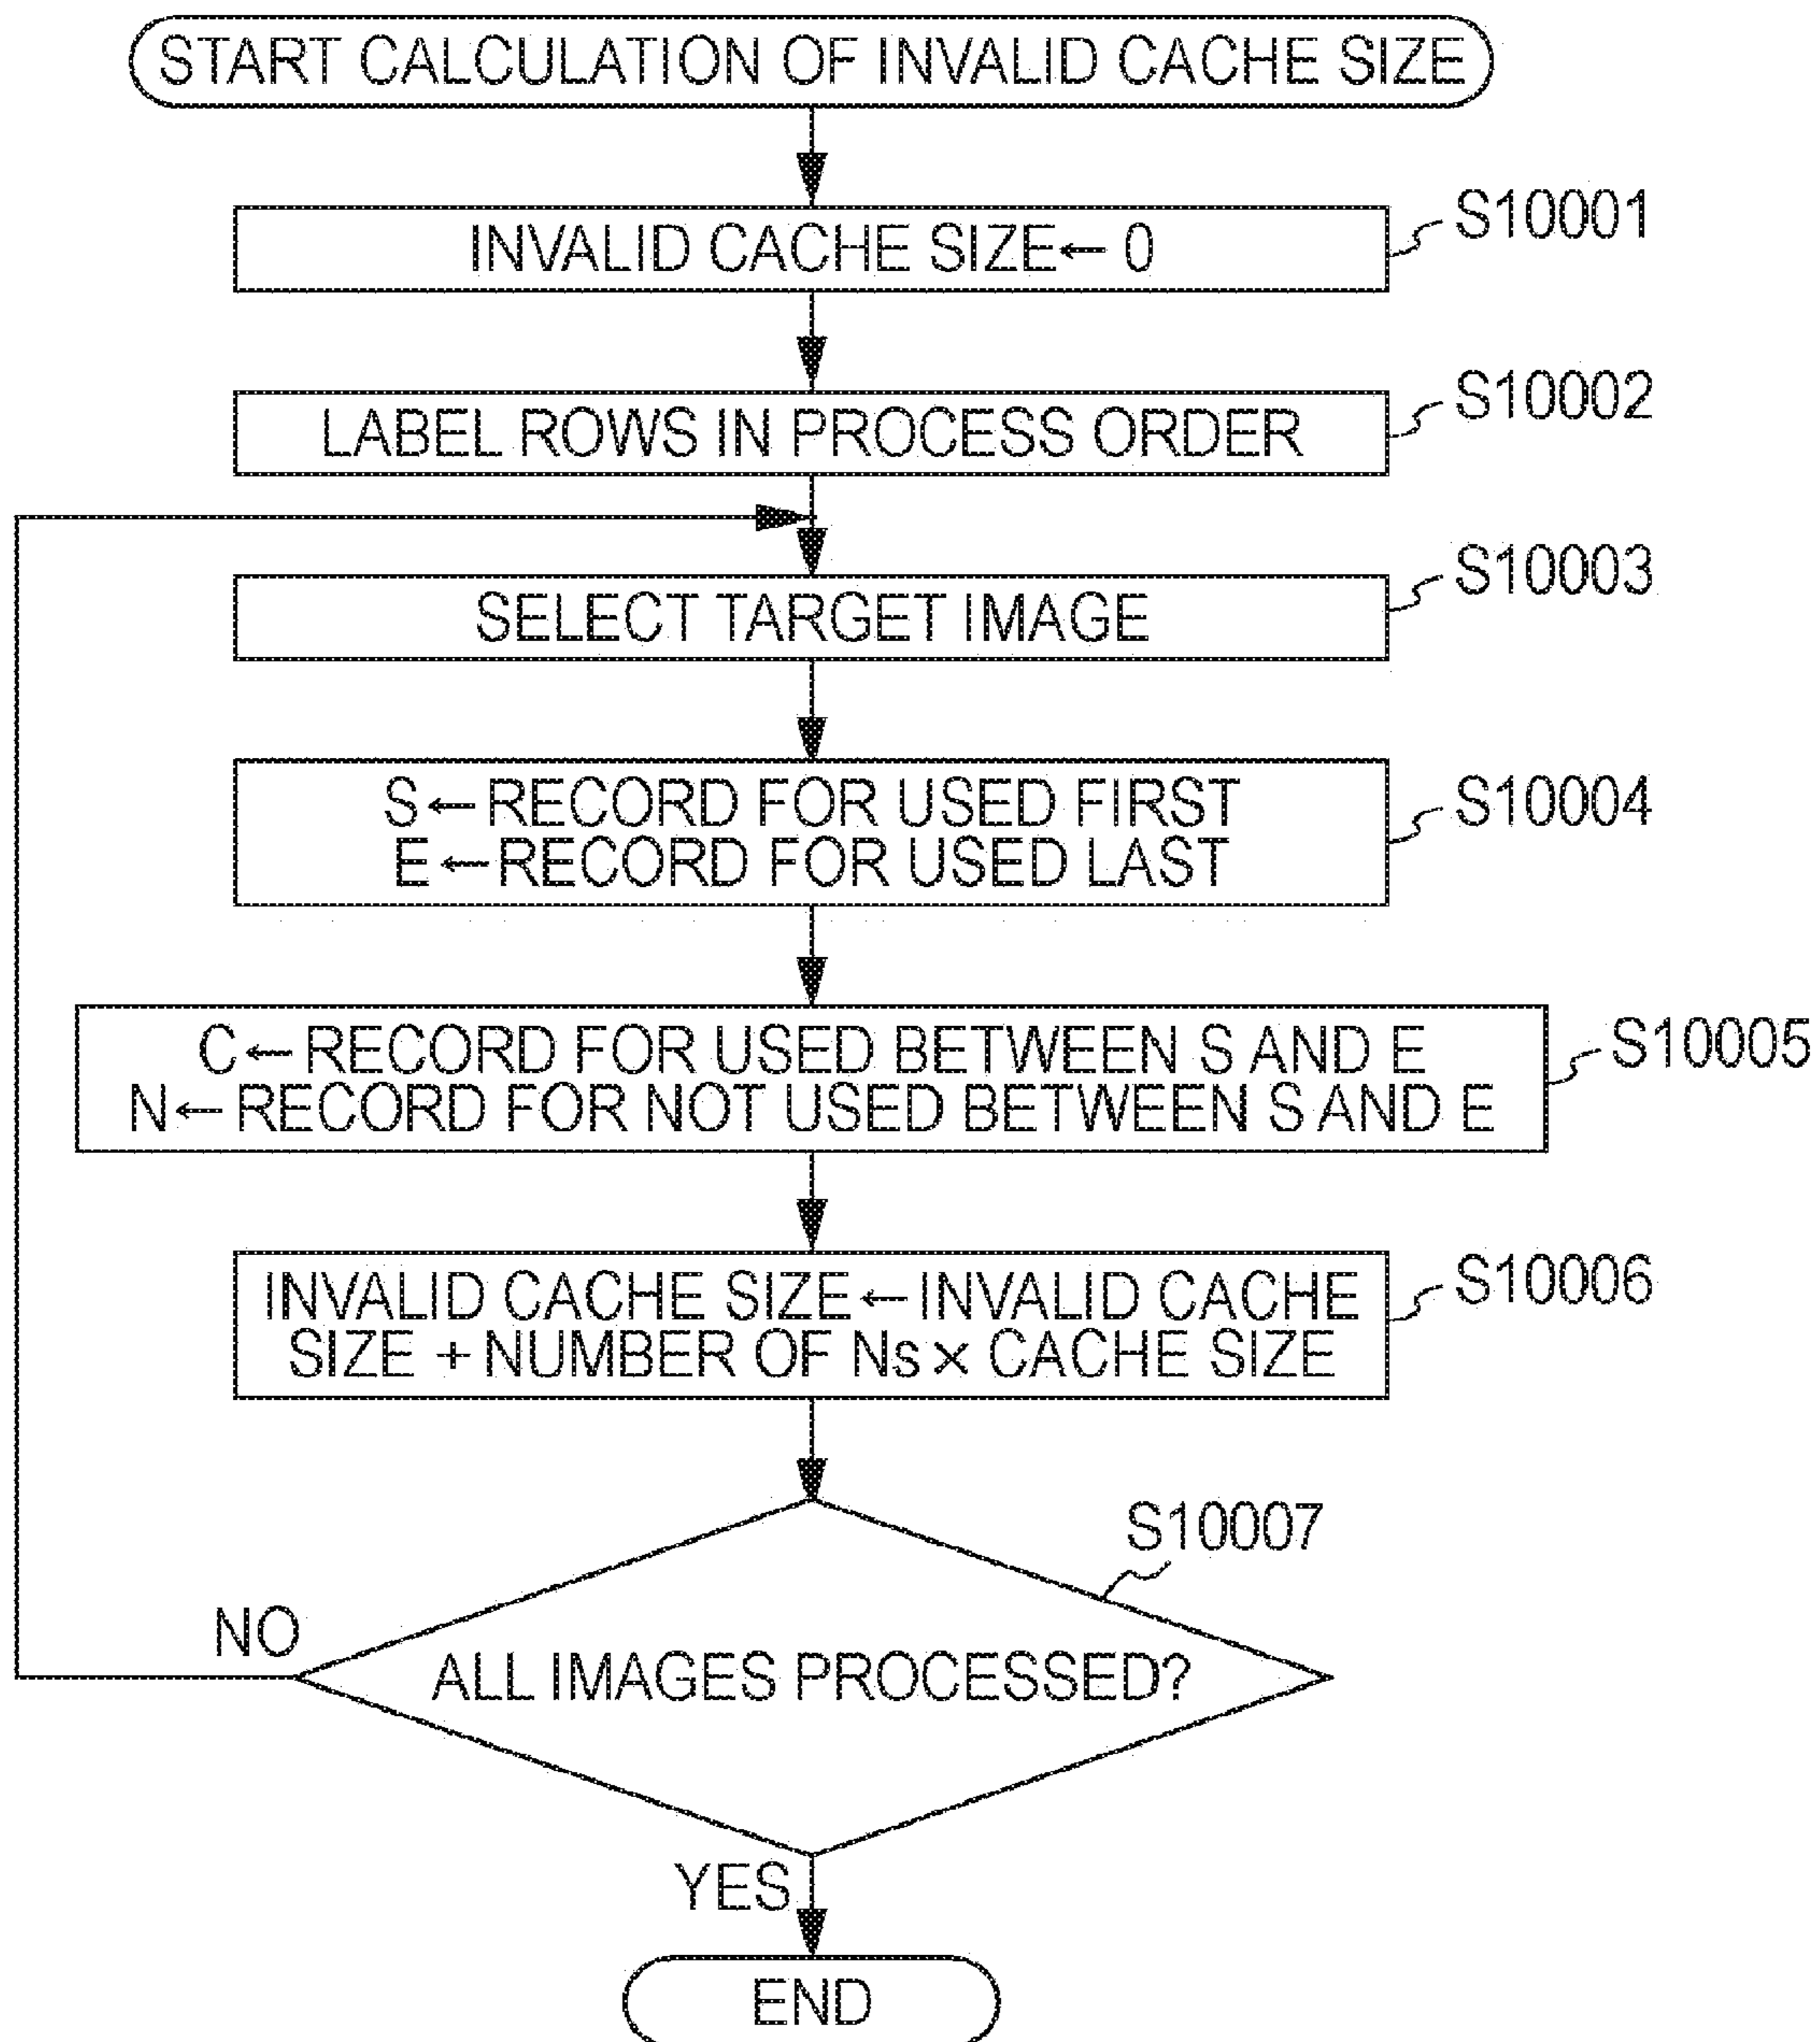 START CALCULATION OF INVALID CACHE SIZE
INVALID CACHE SIZE← 0
S10001
LABEL ROWS IN PROCESS ORDER
S10002
SELECT TARGET IMAGE
S10003
S←RECORD FOR USED FIRST
E←RECORD FOR USED LAST
S10004
C←RECORD FOR USED BETWEEN S AND E
N←RECORD FOR NOT USED BETWEEN S AND E
S10005
INVALID CACHE SIZE←INVALID CACHE
SIZE + NUMBER OF Ns × CACHE SIZE
S10006
S10007
NO
ALL IMAGES PROCESSED?
YES
END